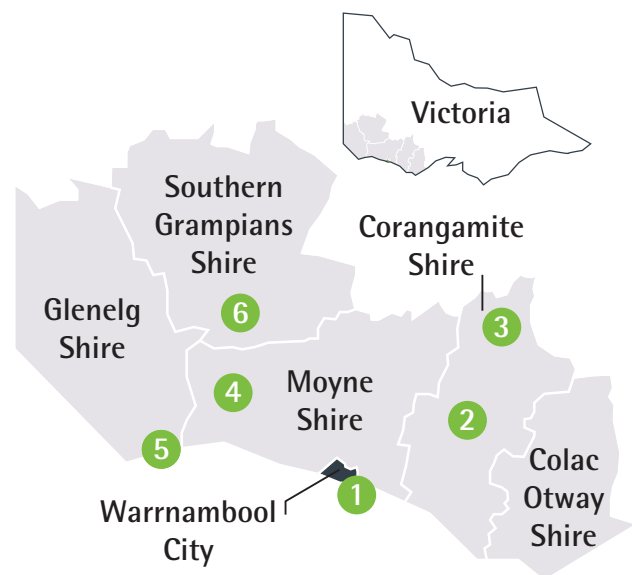 Victoria
Southern
Grampians
Shire
Corangamite
Shire
Glenelg
Shire
6
3
4
Moyne
Shire
2
5
Colac
Otway
Shire
1
Warrnambool
City